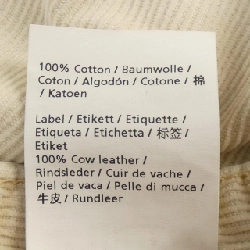 100% Cotton / Baumwolle /
Coton / Algodón / Cotone / 棉
/ Katoen
Label / Etikett / Etiquette /
Etiqueta / Etichetta / 标签 /
Etiket
100% Cow leather /
Rindsleder / Cuir de vache /
Piel de vaca / Pelle di mucca /
牛皮 / Rundleer